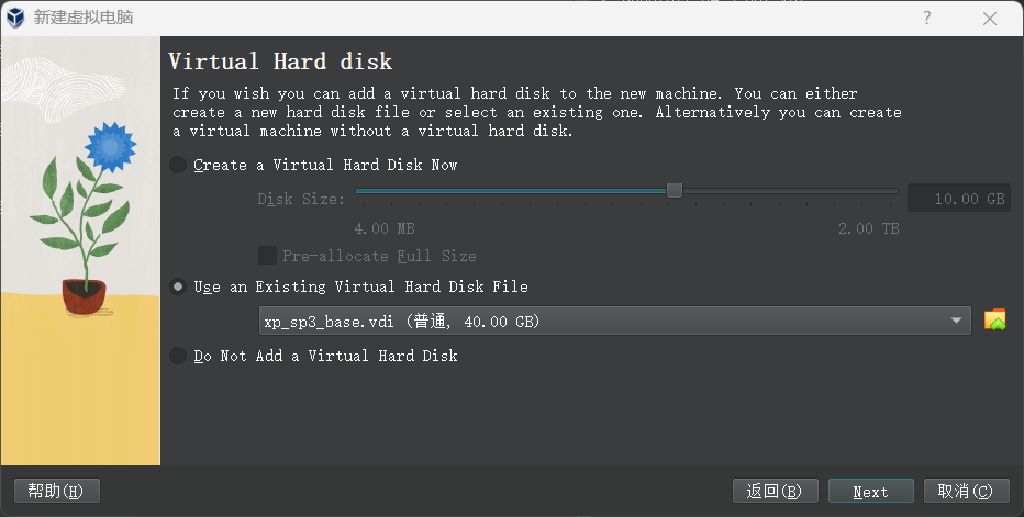 新建虚拟电脑
?
Virtual Hard disk
If you wish you can add a virtual hard disk to the new machine. You can either
create a new hard disk file or select an existing one. Alternatively you can create
a virtual machine without a virtual hard disk.
Create a Virtual Hard Disk Now
Disk Size:
10.00 GB
4.00 MB
2.00 TB
Pre-allocate Full Size
Use an Existing Virtual Hard Disk File
xp_sp3_base.vdi (普通, 40.00 GB)
Do Not Add a Virtual Hard Disk
帮助(H)
返回(B)
Next
取消(C)